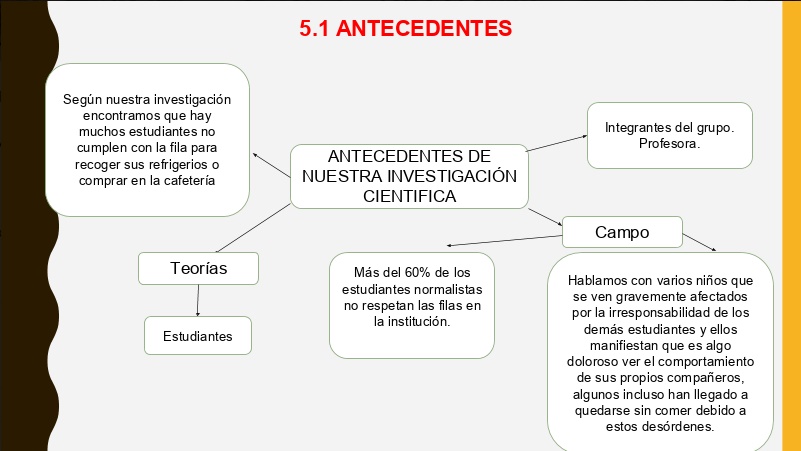 5.1 ANTECEDENTES
Según nuestra investigación
encontramos que hay
muchos estudiantes no
cumplen con la fila para
recoger sus refrigerios o
comprar en la cafetería
ANTECEDENTES DE
NUESTRA INVESTIGACIÓN
CIENTIFICA
Integrantes del grupo.
Profesora.
Campo
Teorías
Estudiantes
Más del 60% de los
estudiantes normalistas
no respetan las filas en
la institución.
Hablamos con varios niños que
se ven gravemente afectados
por la irresponsabilidad de los
demás estudiantes y ellos
manifiestan que es algo
doloroso ver el comportamiento
de sus propios compañeros,
algunos incluso han llegado a
quedarse sin comer debido a
estos desórdenes.